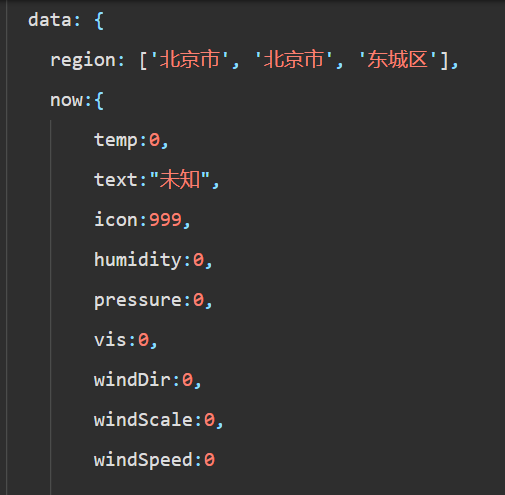 data: {
region: ['北京市', '北京市', '东城区'],
now:{
temp:0,
text:"未知",
icon:999,
humidity:0,
pressure:0,
vis:0,
windDir:0,
windScale:0,
windSpeed:0